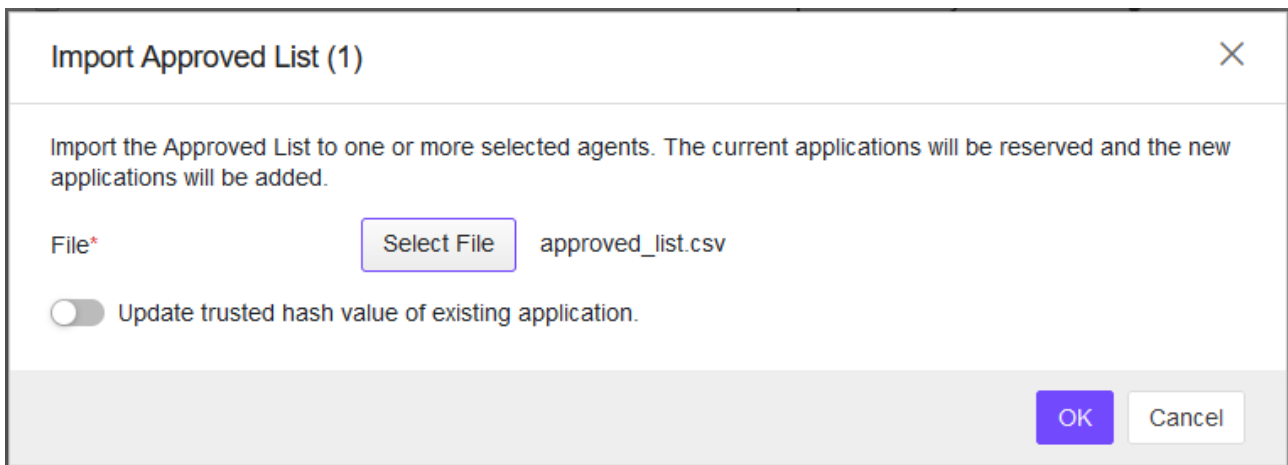 Import Approved List (1)
Import the Approved List to one or more selected agents. The current applications will be reserved and the new
applications will be added.
File* Select File approved_list.csv
Update trusted hash value of existing application.
OK Cancel